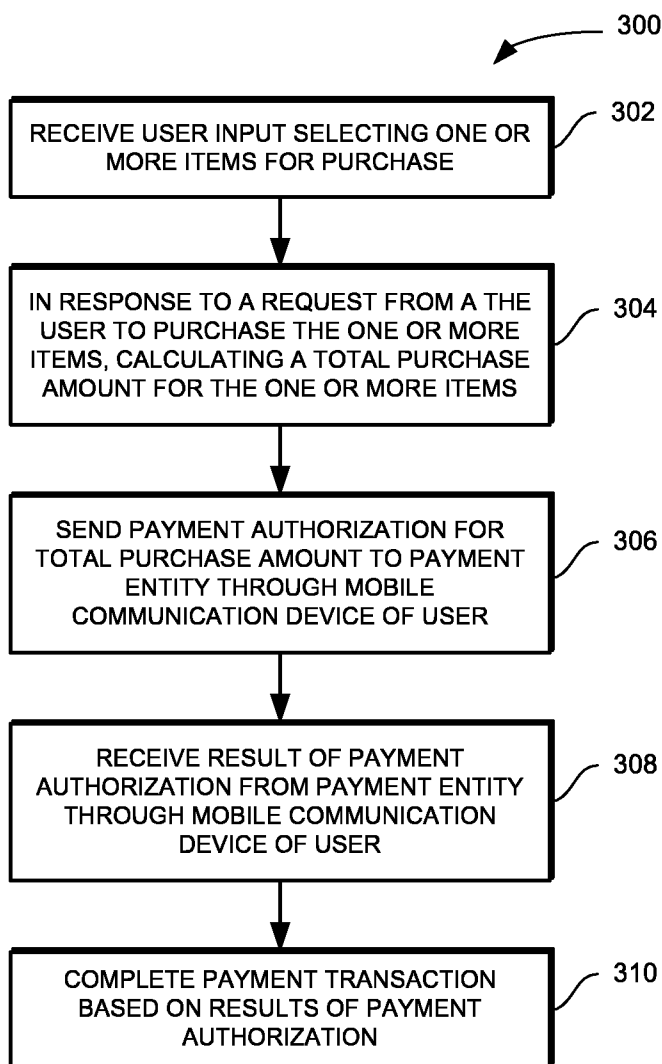 300
302
RECEIVE USER INPUT SELECTING ONE OR
MORE ITEMS FOR PURCHASE
304
IN RESPONSE TO A REQUEST FROM A THE
USER TO PURCHASE THE ONE OR MORE
ITEMS, CALCULATING A TOTAL PURCHASE
AMOUNT FOR THE ONE OR MORE ITEMS
306
SEND PAYMENT AUTHORIZATION FOR
TOTAL PURCHASE AMOUNT TO PAYMENT
ENTITY THROUGH MOBILE
COMMUNICATION DEVICE OF USER
308
RECEIVE RESULT OF PAYMENT
AUTHORIZATION FROM PAYMENT ENTITY
THROUGH MOBILE COMMUNICATION
DEVICE OF USER
310
COMPLETE PAYMENT TRANSACTION
BASED ON RESULTS OF PAYMENT
AUTHORIZATION